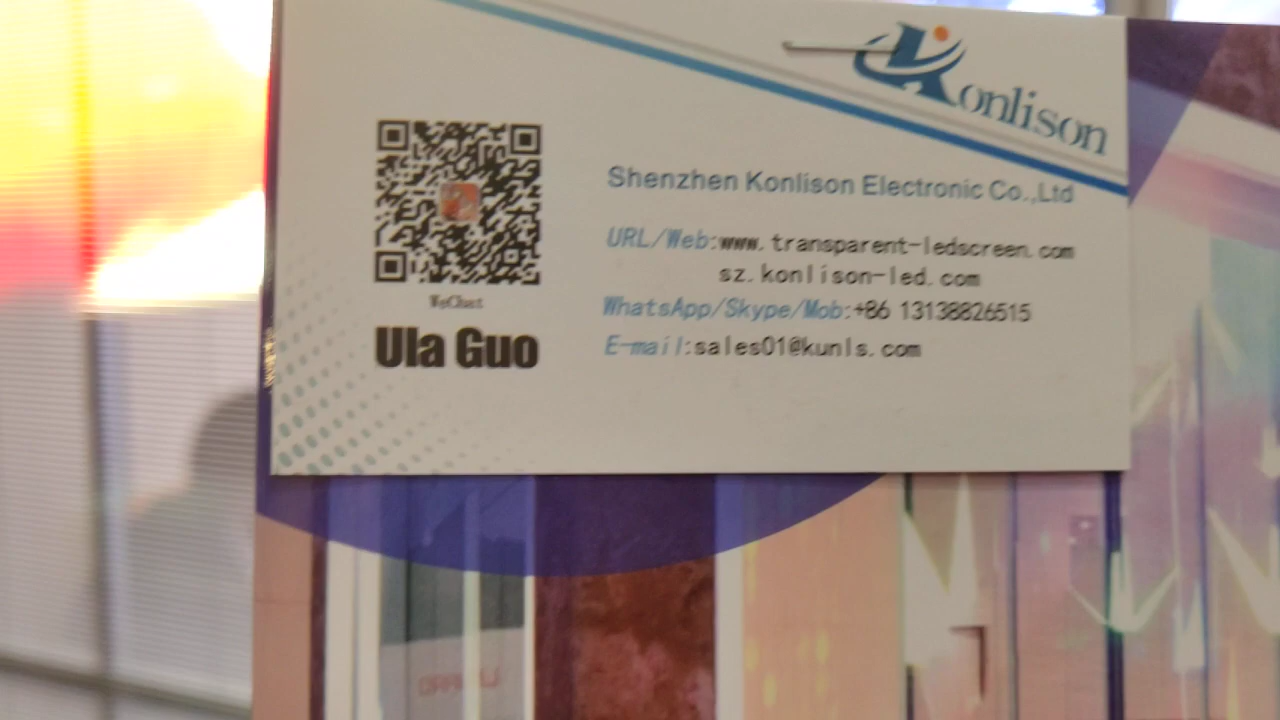 Konlison
Shenzhen Konlison Electronic Co.,Ltd
URL/Web:www.transparent-ledscreen.com
sz.konlison-led.com
WhatsApp/Skype/Mob:+86 13138826515
E-mail:sales01@kunls.com
WeChat
Ula Guo